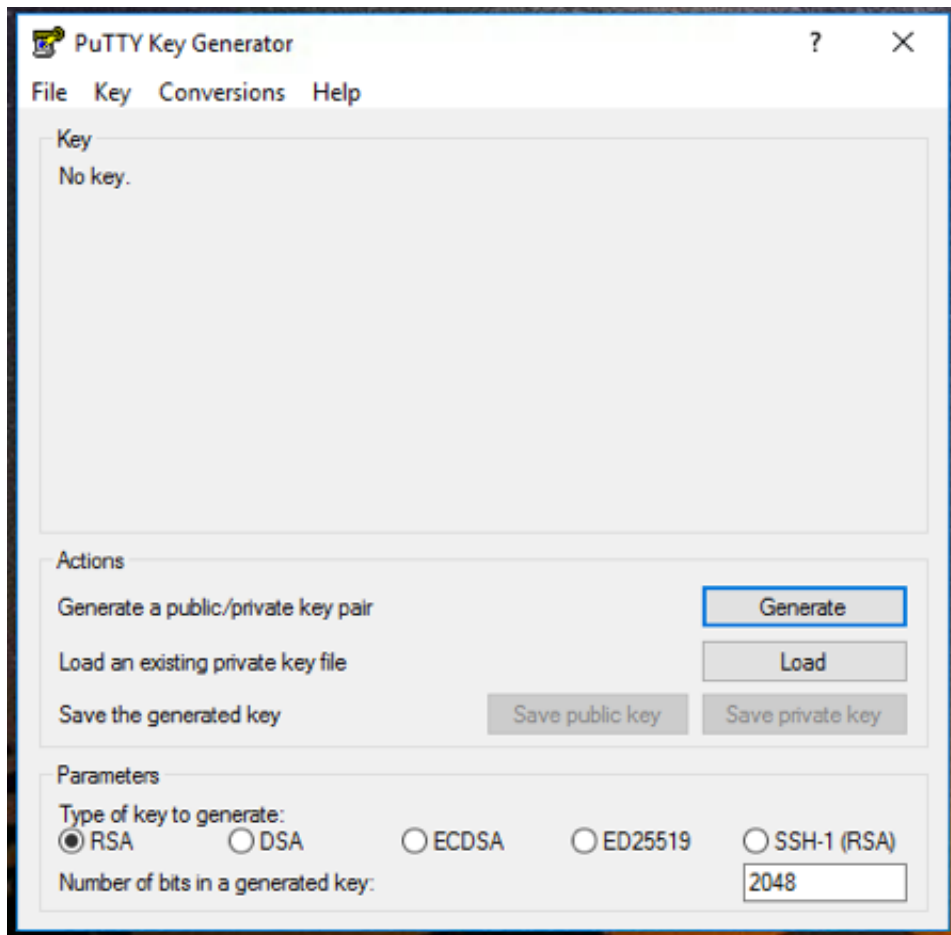 PuTTY Key Generator ?
File Key Conversions Help
Key
No key.
Actions
Generate a public/private key pair Generate
Load an existing private key file Load
Save the generated key Save public key Save private key
Parameters
Type of key to generate:
RSA DSA ECDSA ED25519 SSH-1 (RSA)
Number of bits in a generated key: 2048